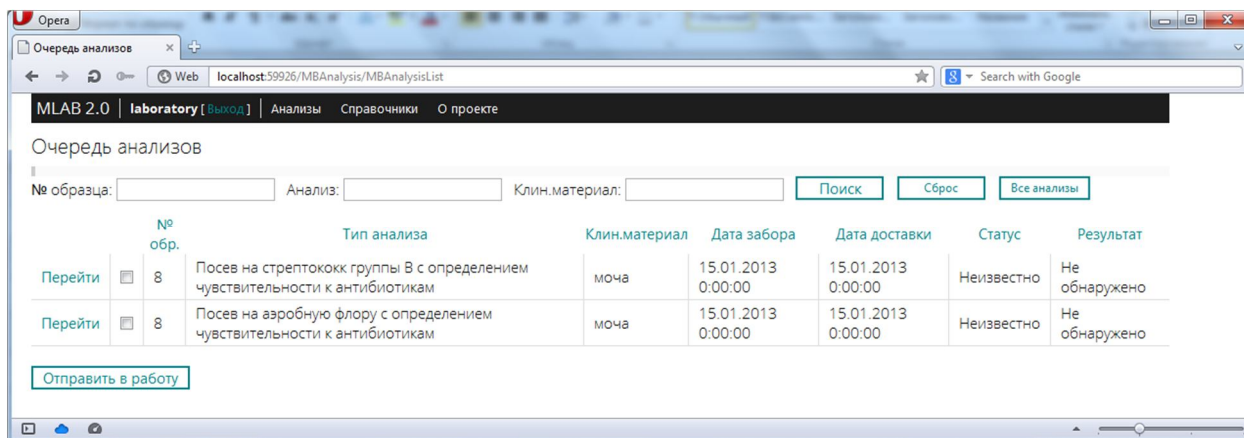 Opera
Очередь анализов
Web localhost:59926/MBAnalysis/MBAnalysisList
8 Search with Google
MLAB 2.0 | laboratory [ Выход ] | Анализы Справочники О проекте
Очередь анализов
№ образца: Анализ: Клин.материал: Поиск Сброс Все анализы
№ обр. Тип анализа Клин.материал Дата забора Дата доставки Статус Результат
Перейти 8 Посев на стрептококк группы В с определением чувствительности к антибиотикам моча 15.01.2013 0:00:00 15.01.2013 0:00:00 Неизвестно Не обнаружено
Перейти 8 Посев на аэробную флору с определением чувствительности к антибиотикам моча 15.01.2013 0:00:00 15.01.2013 0:00:00 Неизвестно Не обнаружено
Отправить в работу